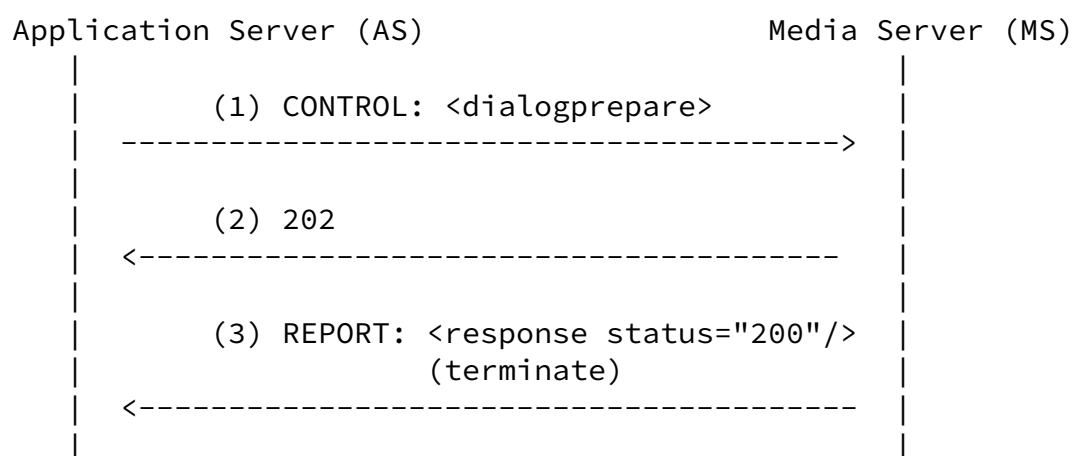 Application Server (AS) Media Server (MS)
(1) CONTROL: <dialogprepare>
(2) 202
(3) REPORT: <response status="200"/>
(terminate)